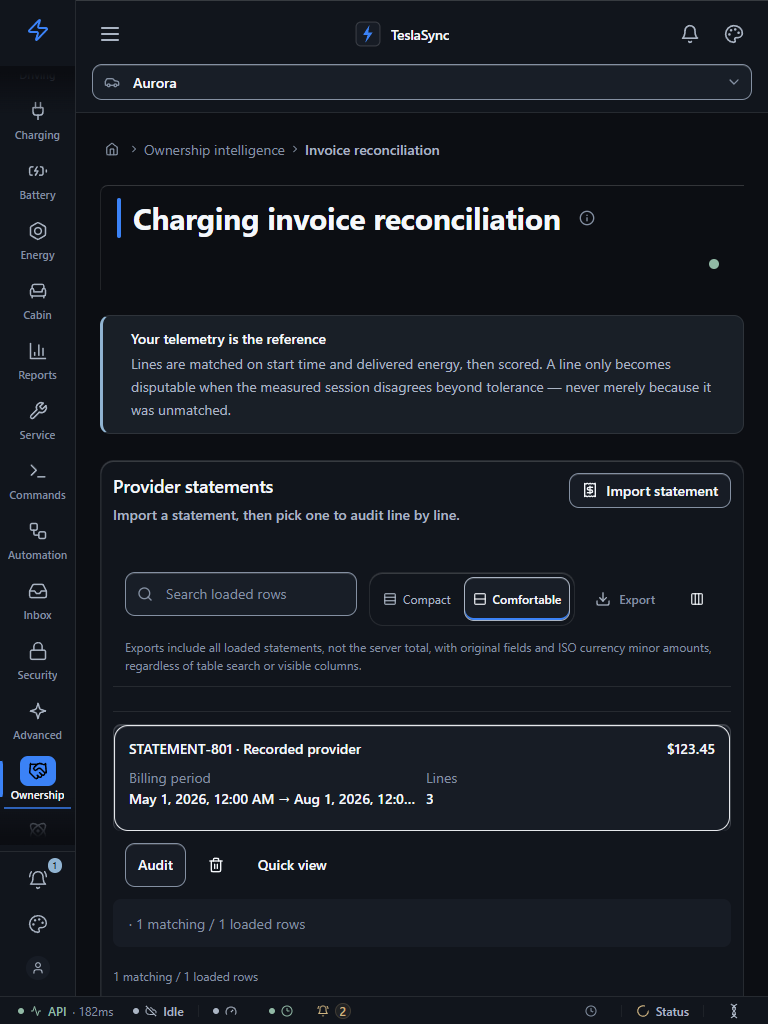 TeslaSync
Aurora
Driving
Charging
Battery
Energy
Cabin
Reports
Service
Commands
Automation
Inbox
Security
Advanced
Ownership
1
Ownership intelligence > Invoice reconciliation
Charging invoice reconciliation
Your telemetry is the reference
Lines are matched on start time and delivered energy, then scored. A line only becomes
disputable when the measured session disagrees beyond tolerance — never merely because it
was unmatched.
Provider statements
Import statement
Import a statement, then pick one to audit line by line.
Search loaded rows
Compact
Comfortable
Export
Exports include all loaded statements, not the server total, with original fields and ISO currency minor amounts,
regardless of table search or visible columns.
STATEMENT-801 · Recorded provider
$123.45
Billing period
Lines
May 1, 2026, 12:00 AM → Aug 1, 2026, 12:0...
3
Audit
Quick view
· 1 matching / 1 loaded rows
1 matching / 1 loaded rows
API · 182ms
Idle
2
Status